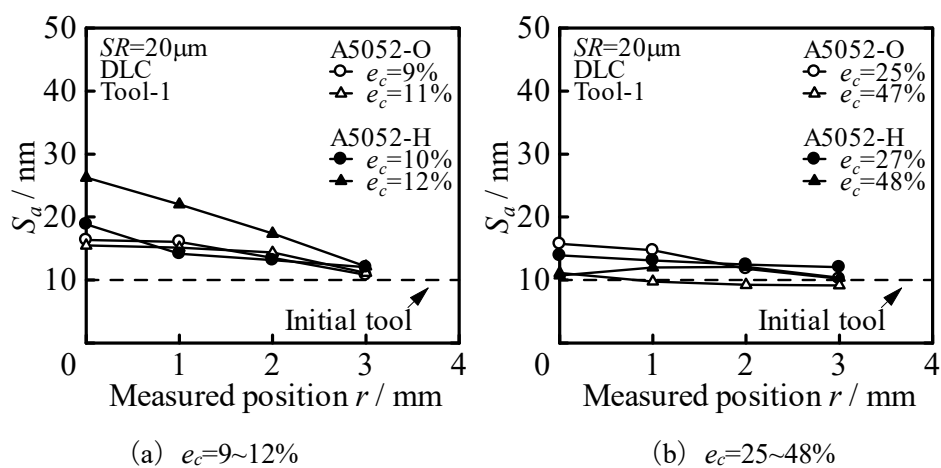 50
40
30
20
10
0
S_a / nm
SR=20μm
DLC
Tool-1
A5052-O
e_c=9%
e_c=11%
A5052-H
e_c=10%
e_c=12%
Initial tool
1 2 3 4
Measured position r / mm
(a) e_c=9~12%
50
40
30
20
10
0
S_a / nm
SR=20μm
DLC
Tool-1
A5052-O
e_c=25%
e_c=47%
A5052-H
e_c=27%
e_c=48%
Initial tool
1 2 3 4
Measured position r / mm
(b) e_c=25~48%